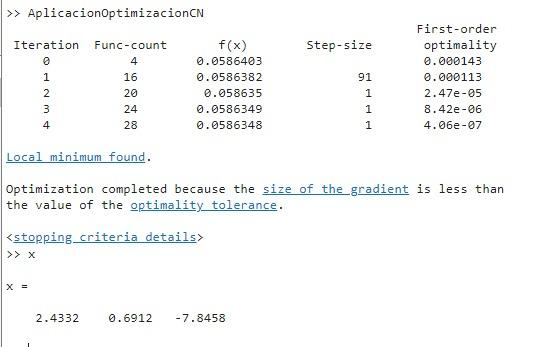 >> AplicacionOptimizacionCN
First-order
Iteration Func-count f(x) Step-size optimality
0 4 0.0586403 0.000143
1 16 0.0586382 91 0.000113
2 20 0.058635 1 2.47e-05
3 24 0.0586349 1 8.42e-06
4 28 0.0586348 1 4.06e-07
Local minimum found.
Optimization completed because the size of the gradient is less than
the value of the optimality tolerance.
<stopping criteria details>
>> x
x =
2.4332 0.6912 -7.8458